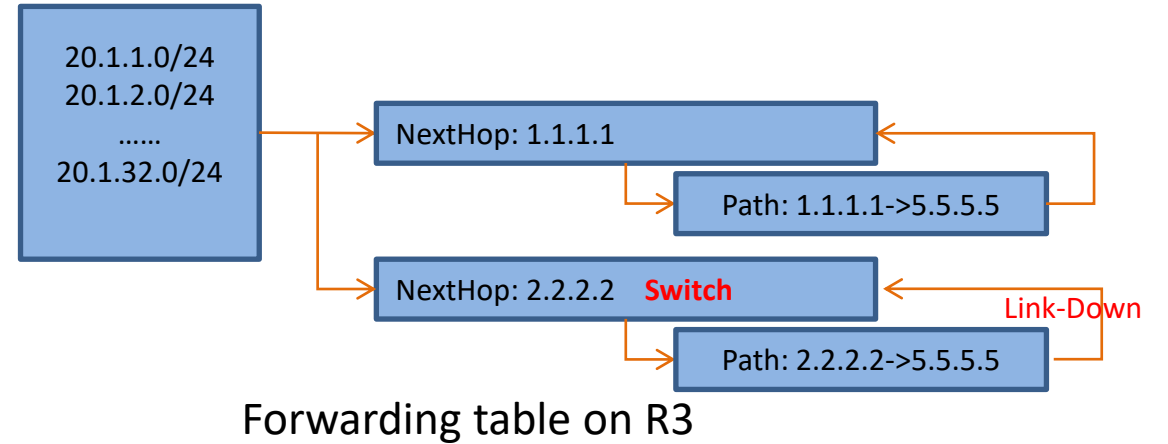 20.1.1.0/24
20.1.2.0/24
……
20.1.32.0/24
NextHop: 1.1.1.1
Path: 1.1.1.1->5.5.5.5
NextHop: 2.2.2.2 Switch
Link-Down
Path: 2.2.2.2->5.5.5.5
Forwarding table on R3